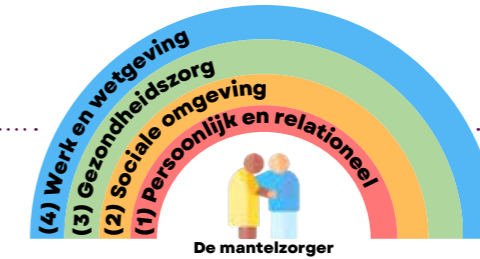 (4) Werk en wetgeving
(3) Gezondheidszorg
(2) Sociale omgeving
(1) Persoonlijk en relationeel
De mantelzorger